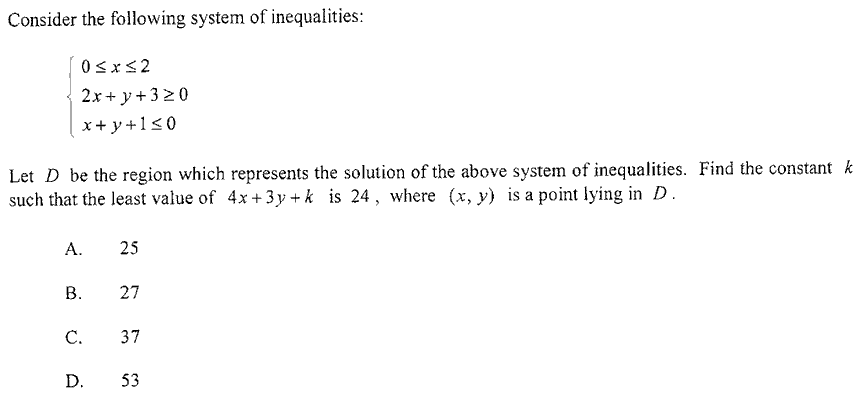 Consider the following system of inequalities:
0 ≤ x ≤ 2
2x + y + 3 ≥ 0
x + y + 1 ≤ 0
Let D be the region which represents the solution of the above system of inequalities. Find the constant k
such that the least value of 4x + 3y + k is 24 , where (x, y) is a point lying in D .
A. 25
B. 27
C. 37
D. 53